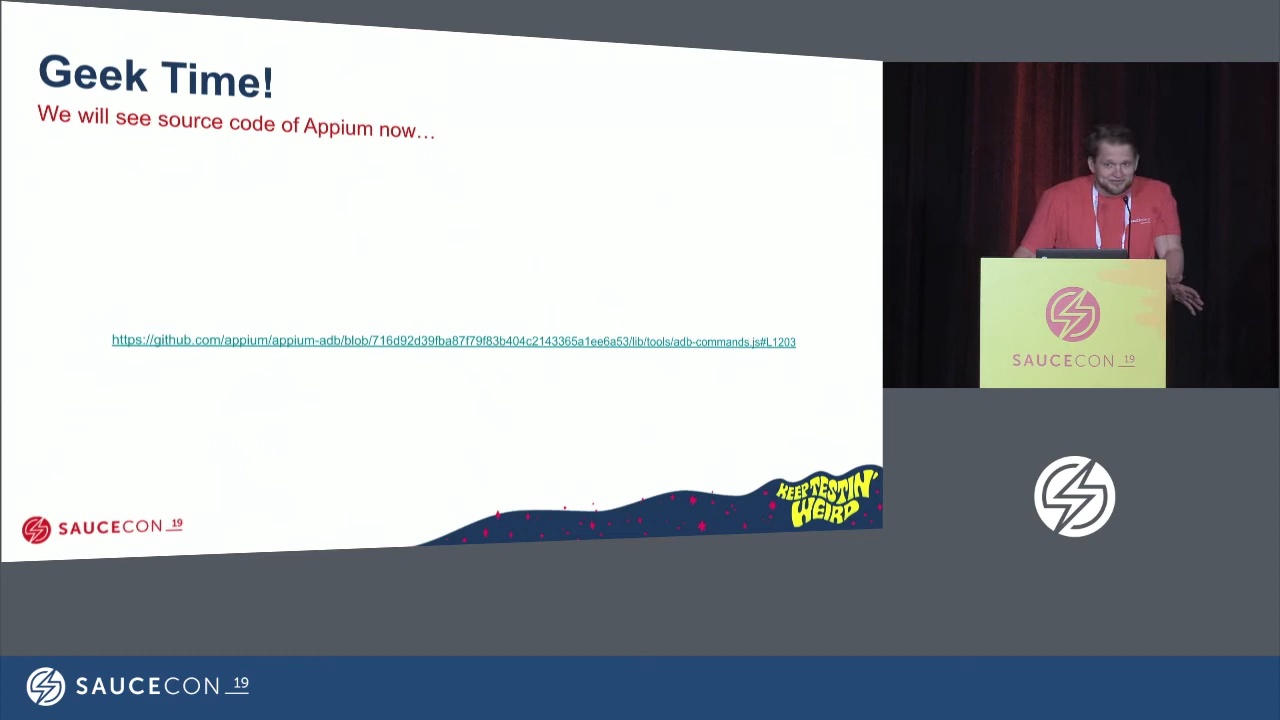 Geek Time!
We will see source code of Appium now…
https://github.com/appium/appium-adb/blob/716d92d39fba87f79f83b404c2143365a1ee6a53/lib/tools/adb-commands.js#L1203
KEEP TESTIN'
WEIRD
SAUCECON 19
SAUCECON 19
SAUCECON 19